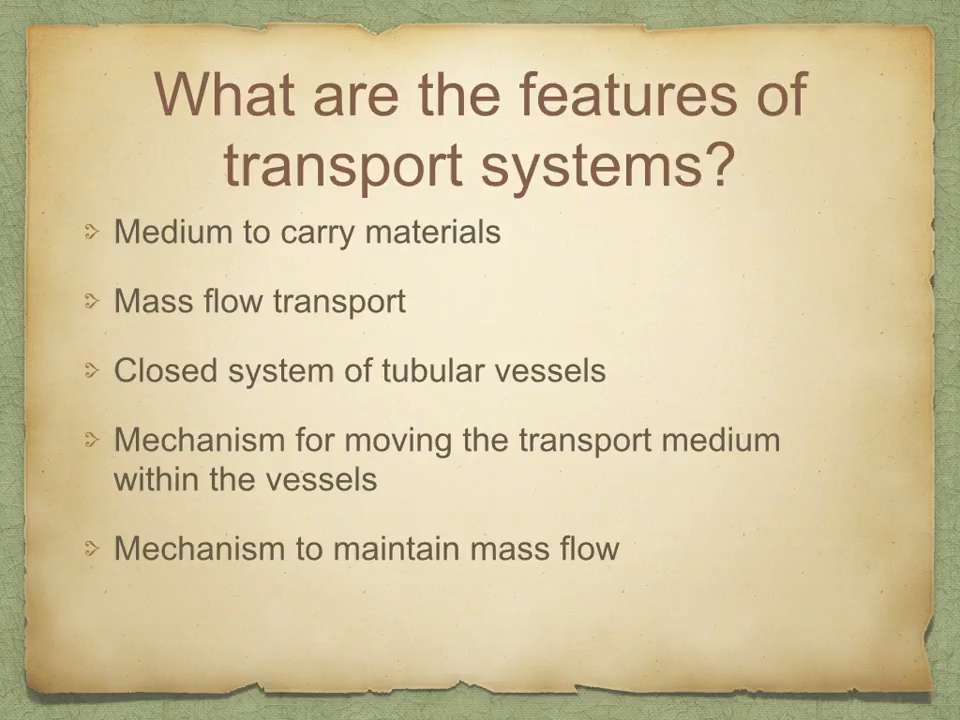 What are the features of
transport systems?
Medium to carry materials
Mass flow transport
Closed system of tubular vessels
Mechanism for moving the transport medium
within the vessels
Mechanism to maintain mass flow